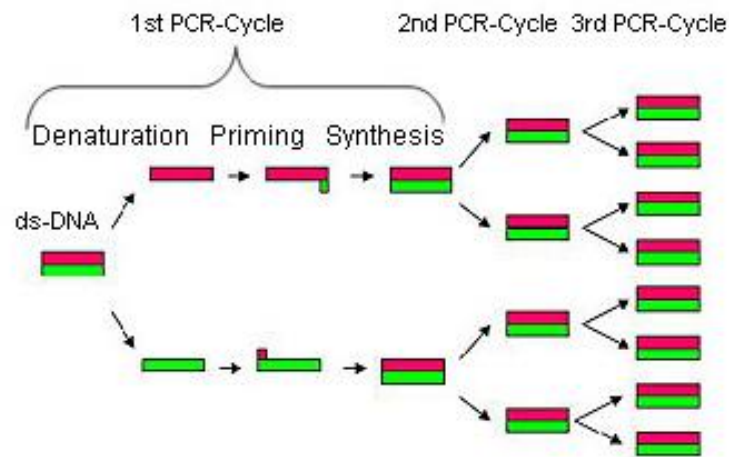 1st PCR-Cycle 2nd PCR-Cycle 3rd PCR-Cycle
Denaturation Priming Synthesis
ds-DNA